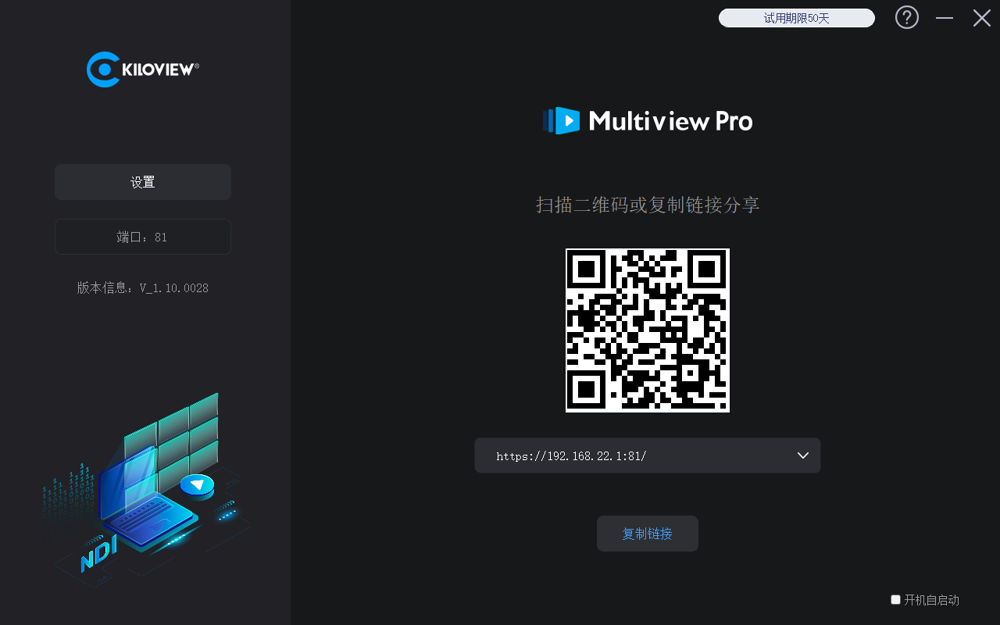 试用期限50天
KILOVIEW®
Multiview Pro
设置
扫描二维码或复制链接分享
端口：81
版本信息：V_1.10.0028
https://192.168.22.1:81/
NDI
复制链接
开机自启动